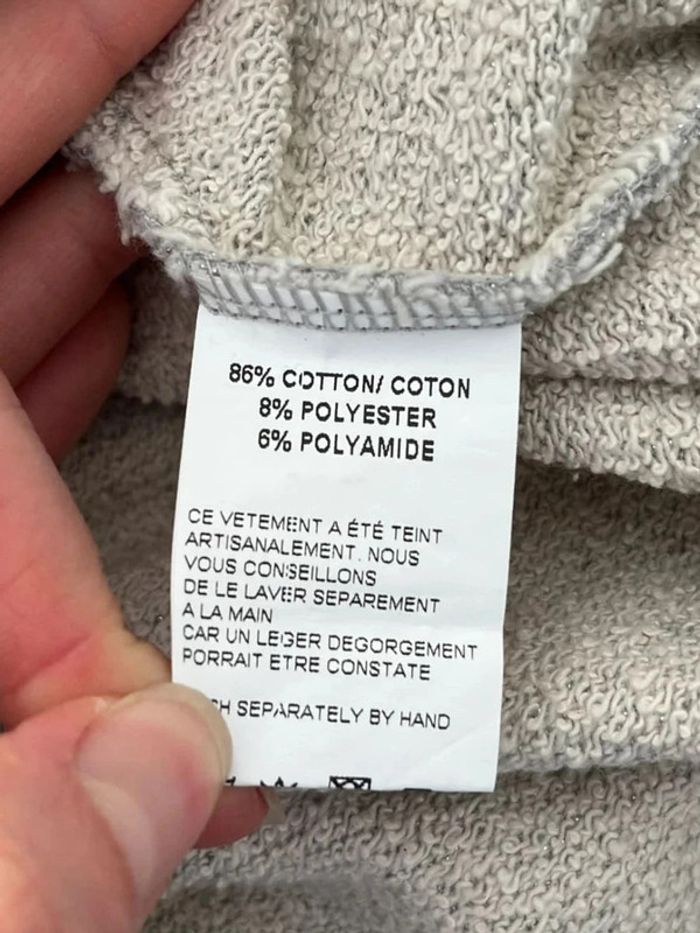 86% COTTON/ COTON
8% POLYESTER
6% POLYAMIDE
CE VETEMENT A ÉTÉ TEINT
ARTISANALEMENT. NOUS
VOUS CONSEILLONS
DE LE LAVER SEPAREMENT
A LA MAIN
CAR UN LEGER DEGORGEMENT
PORRAIT ETRE CONSTATE
SEPARATELY BY HAND